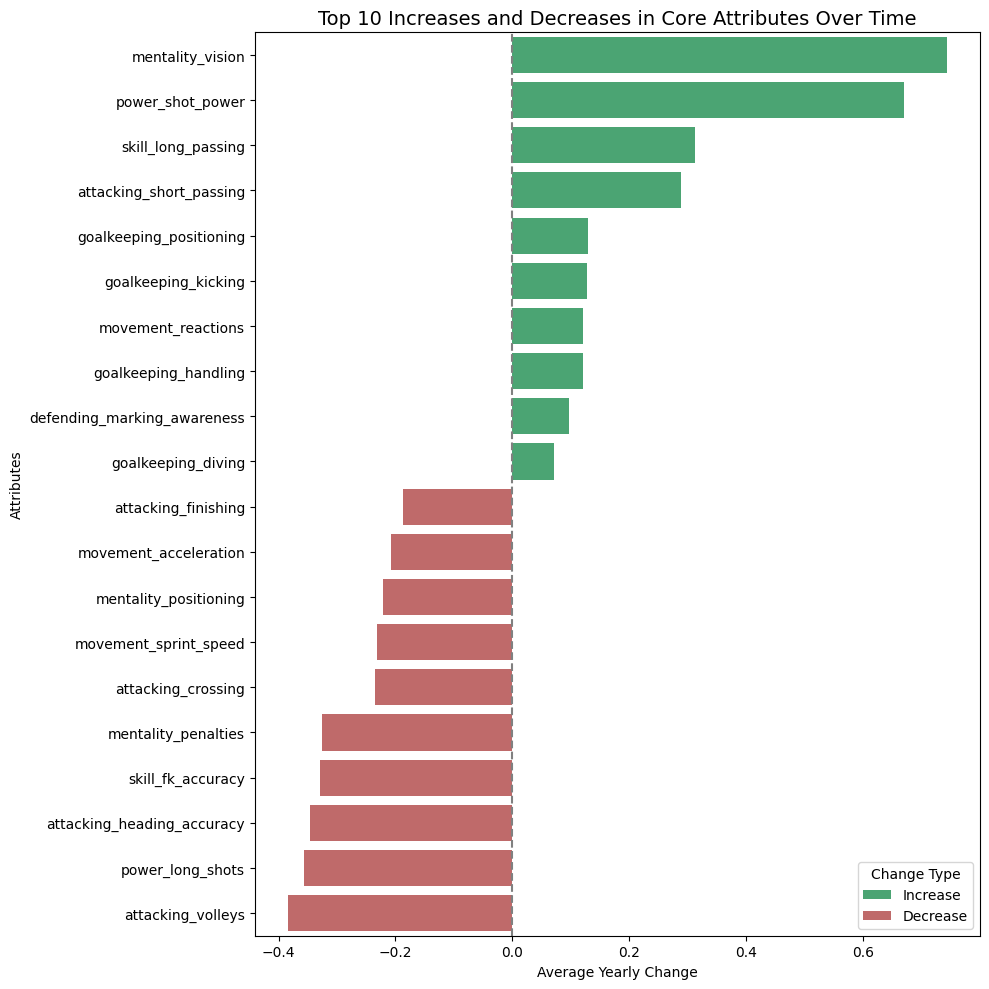 Top 10 Increases and Decreases in Core Attributes Over Time
Attributes
mentality_vision
power_shot_power
skill_long_passing
attacking_short_passing
goalkeeping_positioning
goalkeeping_kicking
movement_reactions
goalkeeping_handling
defending_marking_awareness
goalkeeping_diving
attacking_finishing
movement_acceleration
mentality_positioning
movement_sprint_speed
attacking_crossing
mentality_penalties
skill_fk_accuracy
attacking_heading_accuracy
power_long_shots
attacking_volleys
Change Type
Increase
Decrease
−0.4 −0.2 0.0 0.2 0.4 0.6
Average Yearly Change